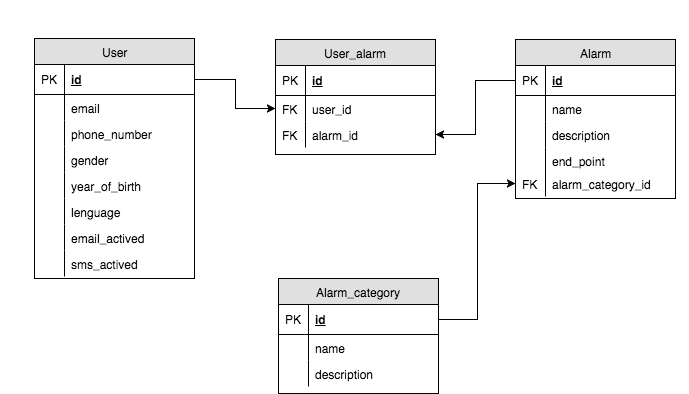 User
PK id
email
phone_number
gender
year_of_birth
lenguage
email_actived
sms_actived
User_alarm
PK id
FK user_id
FK alarm_id
Alarm
PK id
name
description
end_point
FK alarm_category_id
Alarm_category
PK id
name
description